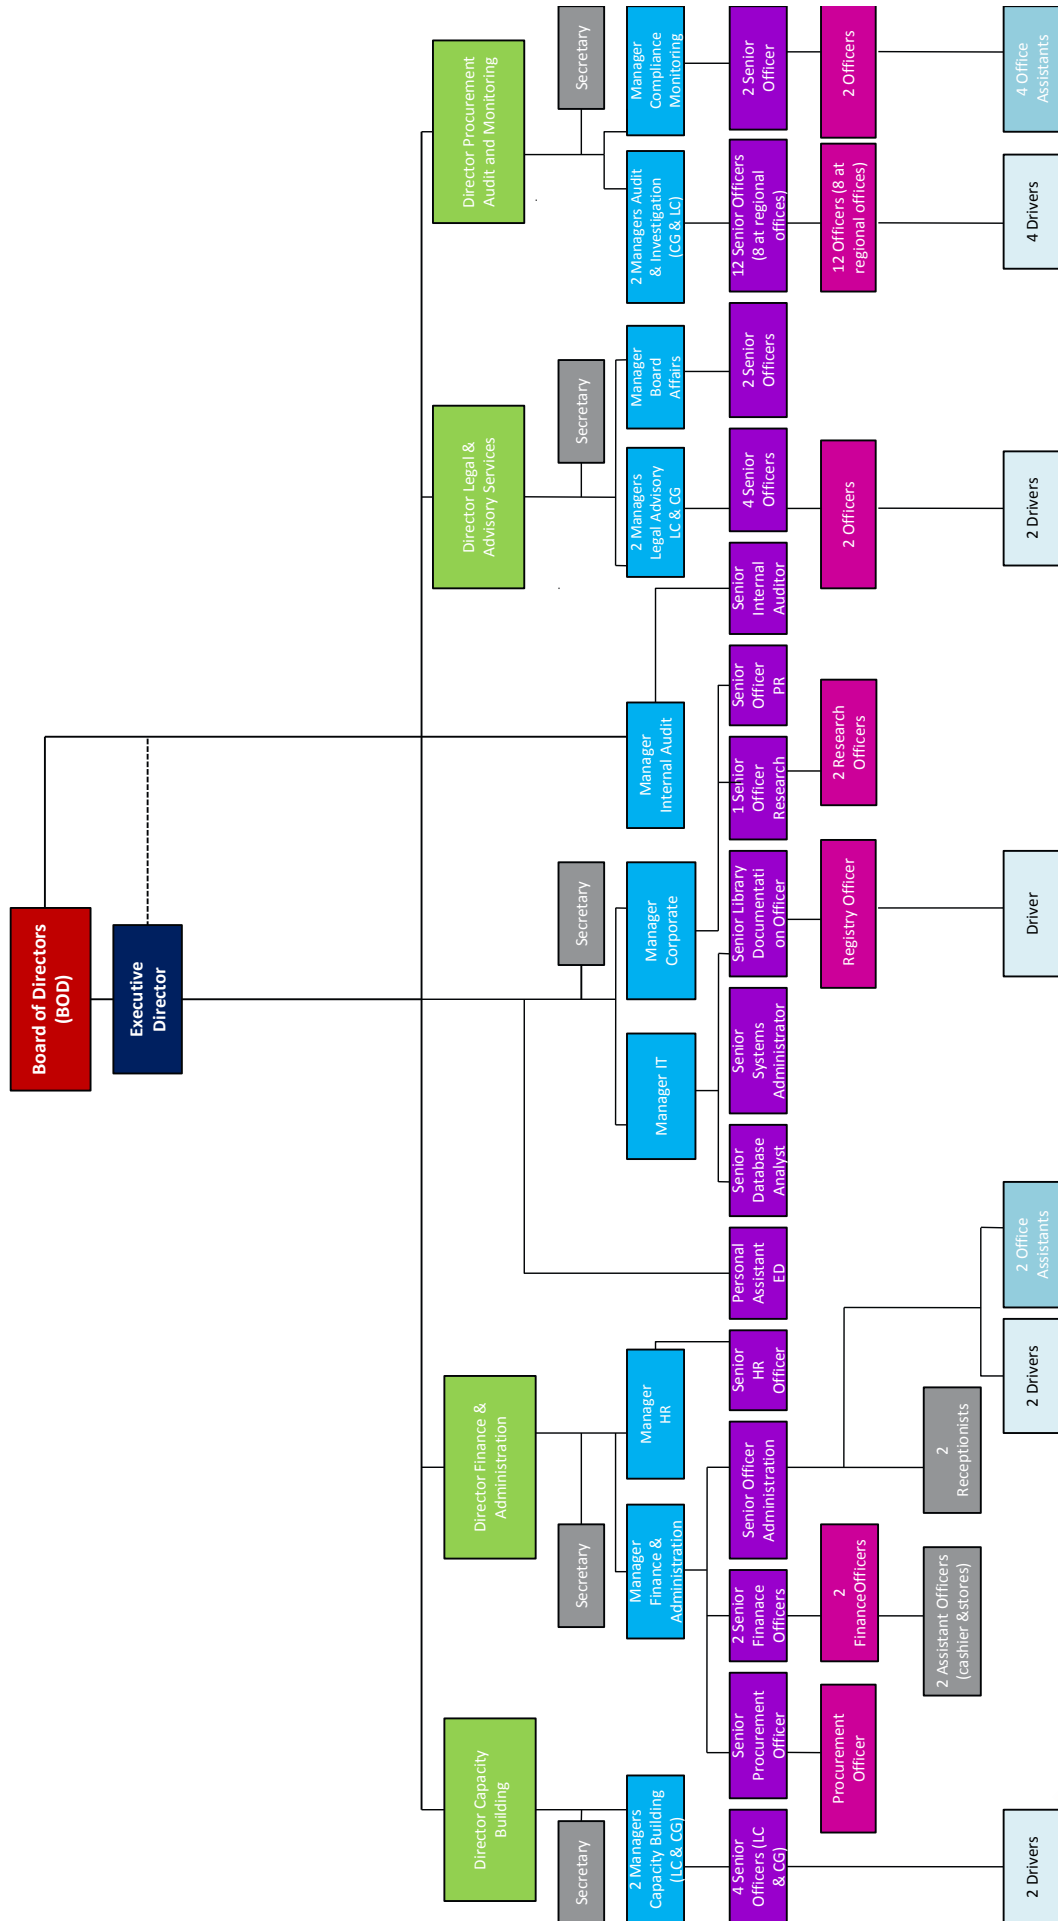 Board of Directors
(BOD)
Executive
Director
Director Capacity
Building
Director Finance &
Administration
Director Legal &
Advisory Services
Director Procurement
Audit and Monitoring
Secretary
Secretary
Secretary
Secretary
Secretary
2 Managers
Capacity Building
(LC & CG)
Manager
Finance &
Administration
Manager
HR
Manager IT
Manager
Corporate
Manager
Internal Audit
2 Managers
Legal Advisory
LC & CG
Manager
Board
Affairs
2 Managers Audit
& Investigation
(CG & LC)
Manager
Compliance
Monitoring
4 Senior
Officers (LC
& CG)
Senior
Procurement
Officer
2 Senior
Finanace
Officers
Senior Officer
Administration
Senior
HR
Officer
Personal
Assistant
ED
Senior
Database
Analyst
Senior
Systems
Administrator
Senior Library
Documentati
on Officer
1 Senior
Officer
Research
Senior
Officer
PR
Senior
Internal
Auditor
4 Senior
Officers
2 Senior
Officers
12 Senior Officers
(8 at regional
offices)
2 Senior
Officer
Procurement
Officer
2
FinanceOfficers
Registry Officer
2 Research
Officers
2 Officers
12 Officers (8 at
regional offices)
2 Officers
2 Assistant Officers
(cashier &stores)
2
Receptionists
2 Drivers
2 Drivers
2 Office
Assistants
Driver
2 Drivers
4 Drivers
4 Office
Assistants